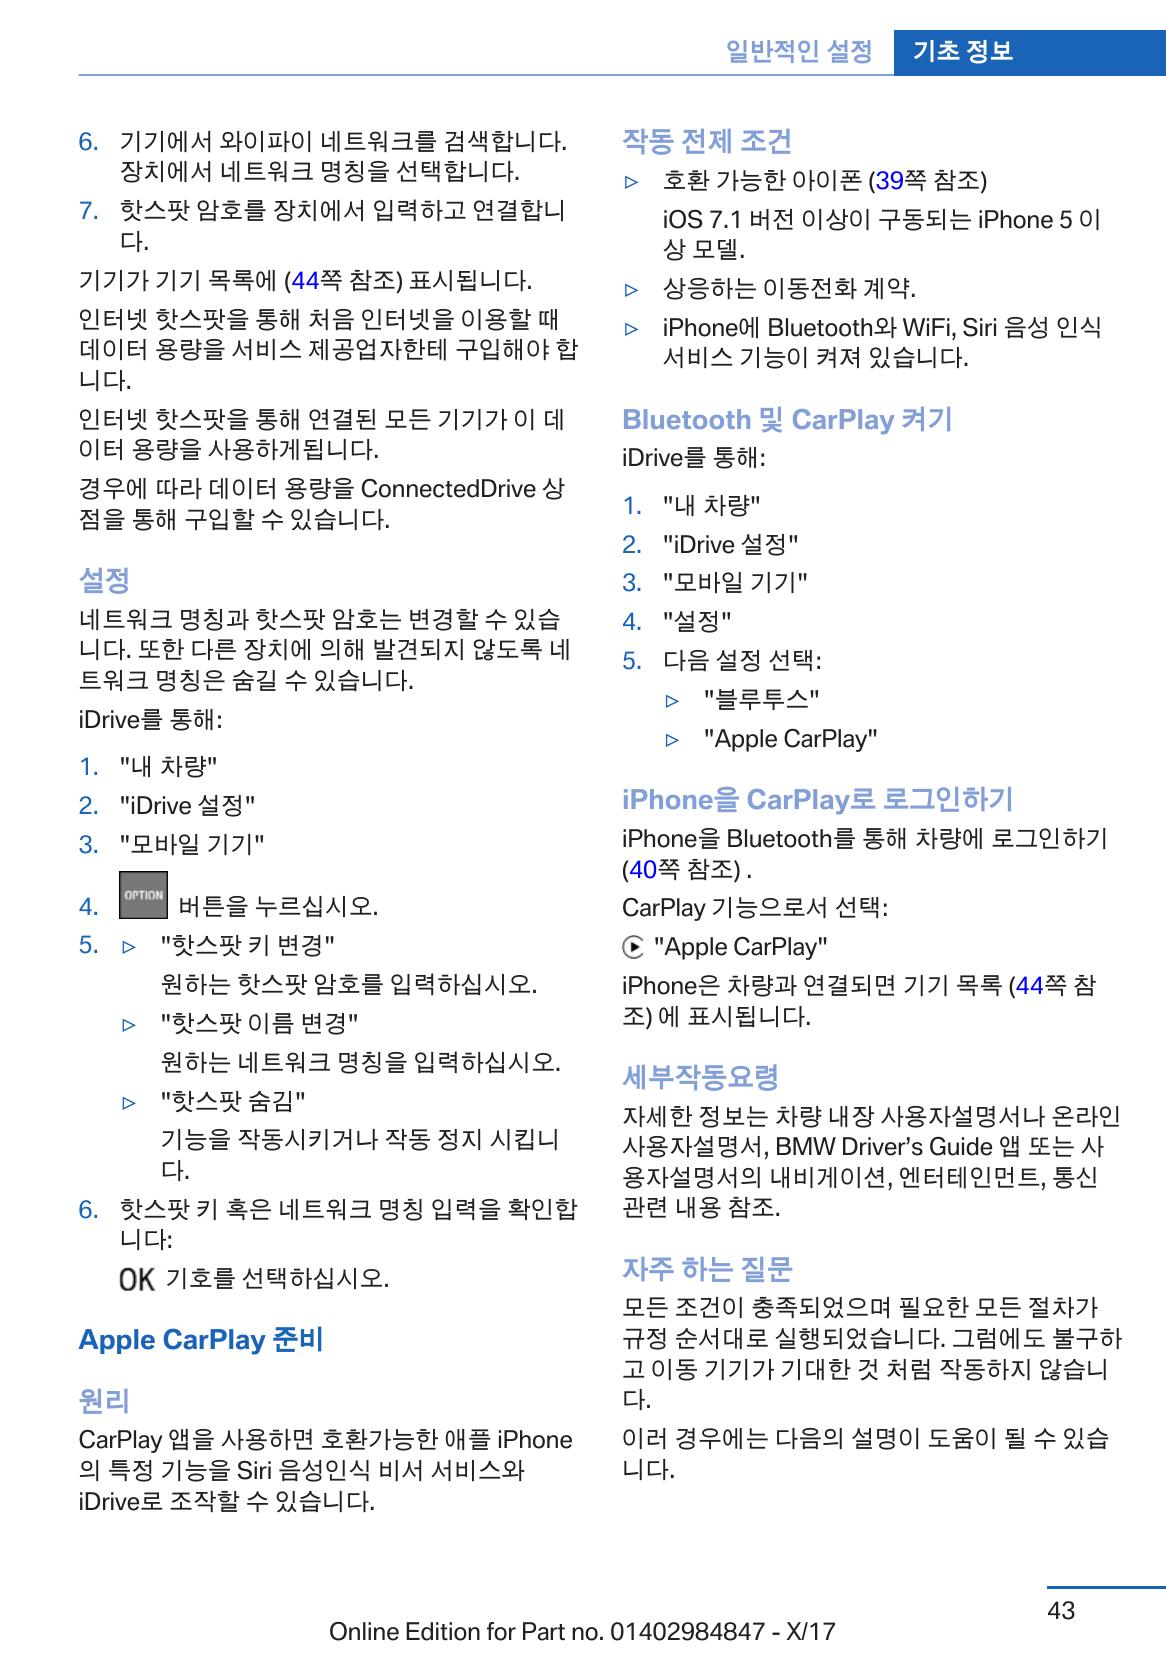 일반적인 설정 기초 정보
6. 기기에서 와이파이 네트워크를 검색합니다.
장치에서 네트워크 명칭을 선택합니다.
7. 핫스팟 암호를 장치에서 입력하고 연결합니
다.
기기가 기기 목록에 (44쪽 참조) 표시됩니다.
인터넷 핫스팟을 통해 처음 인터넷을 이용할 때
데이터 용량을 서비스 제공업자한테 구입해야 합
니다.
인터넷 핫스팟을 통해 연결된 모든 기기가 이 데
이터 용량을 사용하게됩니다.
경우에 따라 데이터 용량을 ConnectedDrive 상
점을 통해 구입할 수 있습니다.
설정
네트워크 명칭과 핫스팟 암호는 변경할 수 있습
니다. 또한 다른 장치에 의해 발견되지 않도록 네
트워크 명칭은 숨길 수 있습니다.
iDrive를 통해:
1. "내 차량"
2. "iDrive 설정"
3. "모바일 기기"
4. OPTION 버튼을 누르십시오.
5. ▷ "핫스팟 키 변경"
원하는 핫스팟 암호를 입력하십시오.
▷ "핫스팟 이름 변경"
원하는 네트워크 명칭을 입력하십시오.
▷ "핫스팟 숨김"
기능을 작동시키거나 작동 정지 시킵니
다.
6. 핫스팟 키 혹은 네트워크 명칭 입력을 확인합
니다:
OK 기호를 선택하십시오.
Apple CarPlay 준비
원리
CarPlay 앱을 사용하면 호환가능한 애플 iPhone
의 특정 기능을 Siri 음성인식 비서 서비스와
iDrive로 조작할 수 있습니다.
작동 전제 조건
▷ 호환 가능한 아이폰 (39쪽 참조)
iOS 7.1 버전 이상이 구동되는 iPhone 5 이
상 모델.
▷ 상응하는 이동전화 계약.
▷ iPhone에 Bluetooth와 WiFi, Siri 음성 인식
서비스 기능이 켜져 있습니다.
Bluetooth 및 CarPlay 켜기
iDrive를 통해:
1. "내 차량"
2. "iDrive 설정"
3. "모바일 기기"
4. "설정"
5. 다음 설정 선택:
▷ "블루투스"
▷ "Apple CarPlay"
iPhone을 CarPlay로 로그인하기
iPhone을 Bluetooth를 통해 차량에 로그인하기
(40쪽 참조) .
CarPlay 기능으로서 선택:
"Apple CarPlay"
iPhone은 차량과 연결되면 기기 목록 (44쪽 참
조) 에 표시됩니다.
세부작동요령
자세한 정보는 차량 내장 사용자설명서나 온라인
사용자설명서, BMW Driver’s Guide 앱 또는 사
용자설명서의 내비게이션, 엔터테인먼트, 통신
관련 내용 참조.
자주 하는 질문
모든 조건이 충족되었으며 필요한 모든 절차가
규정 순서대로 실행되었습니다. 그럼에도 불구하
고 이동 기기가 기대한 것 처럼 작동하지 않습니
다.
이러 경우에는 다음의 설명이 도움이 될 수 있습
니다.
43
Online Edition for Part no. 01402984847 - X/17